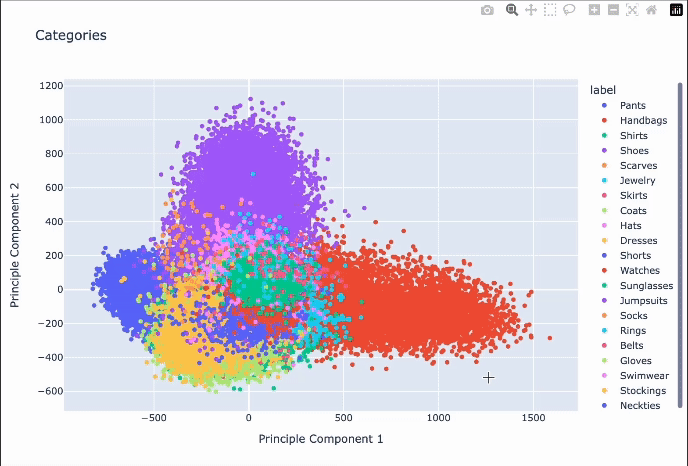 Categories
1200
1000
800
600
400
200
0
−200
−400
−600
−500
0
500
1000
1500
Principle Component 2
Principle Component 1
label
Pants
Handbags
Shirts
Shoes
Scarves
Jewelry
Skirts
Coats
Hats
Dresses
Shorts
Watches
Sunglasses
Jumpsuits
Socks
Rings
Belts
Gloves
Swimwear
Stockings
Neckties